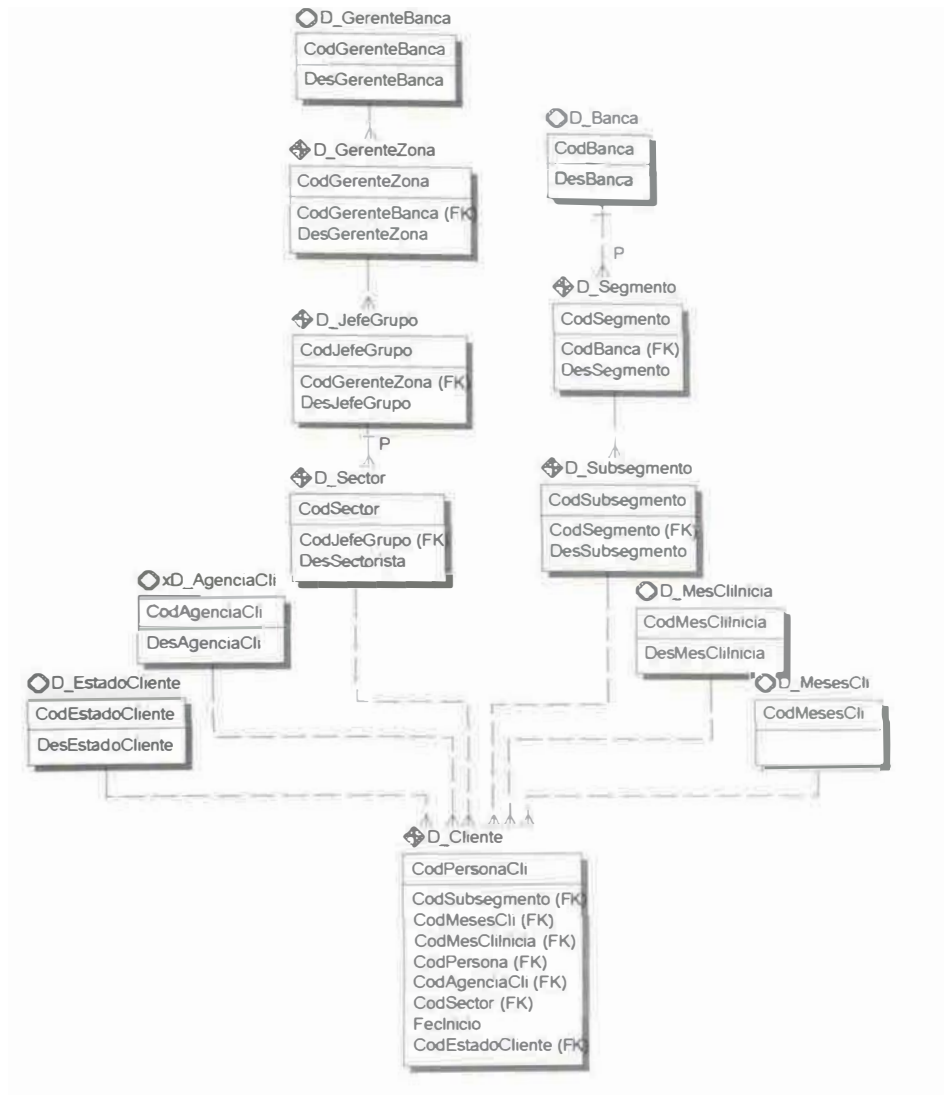 D_GerenteBanca
CodGerenteBanca
DesGerenteBanca
D_GerenteZona
CodGerenteZona
CodGerenteBanca (FK)
DesGerenteZona
D_Banca
CodBanca
DesBanca
P
D_Segmento
CodSegmento
CodBanca (FK)
DesSegmento
D_JefeGrupo
CodJefeGrupo
CodGerenteZona (FK)
DesJefeGrupo
P
D_Sector
CodSector
CodJefeGrupo (FK)
DesSectorista
D_Subsegmento
CodSubsegmento
CodSegmento (FK)
DesSubsegmento
xD_AgenciaCli
CodAgenciaCli
DesAgenciaCli
D_MesCliInicia
CodMesCliInicia
DesMesCliInicia
D_EstadoCliente
CodEstadoCliente
DesEstadoCliente
D_MesesCli
CodMesesCli
D_Cliente
CodPersonaCli
CodSubsegmento (FK)
CodMesesCli (FK)
CodMesCliInicia (FK)
CodPersona (FK)
CodAgenciaCli (FK)
CodSector (FK)
FecInicio
CodEstadoCliente (FK)